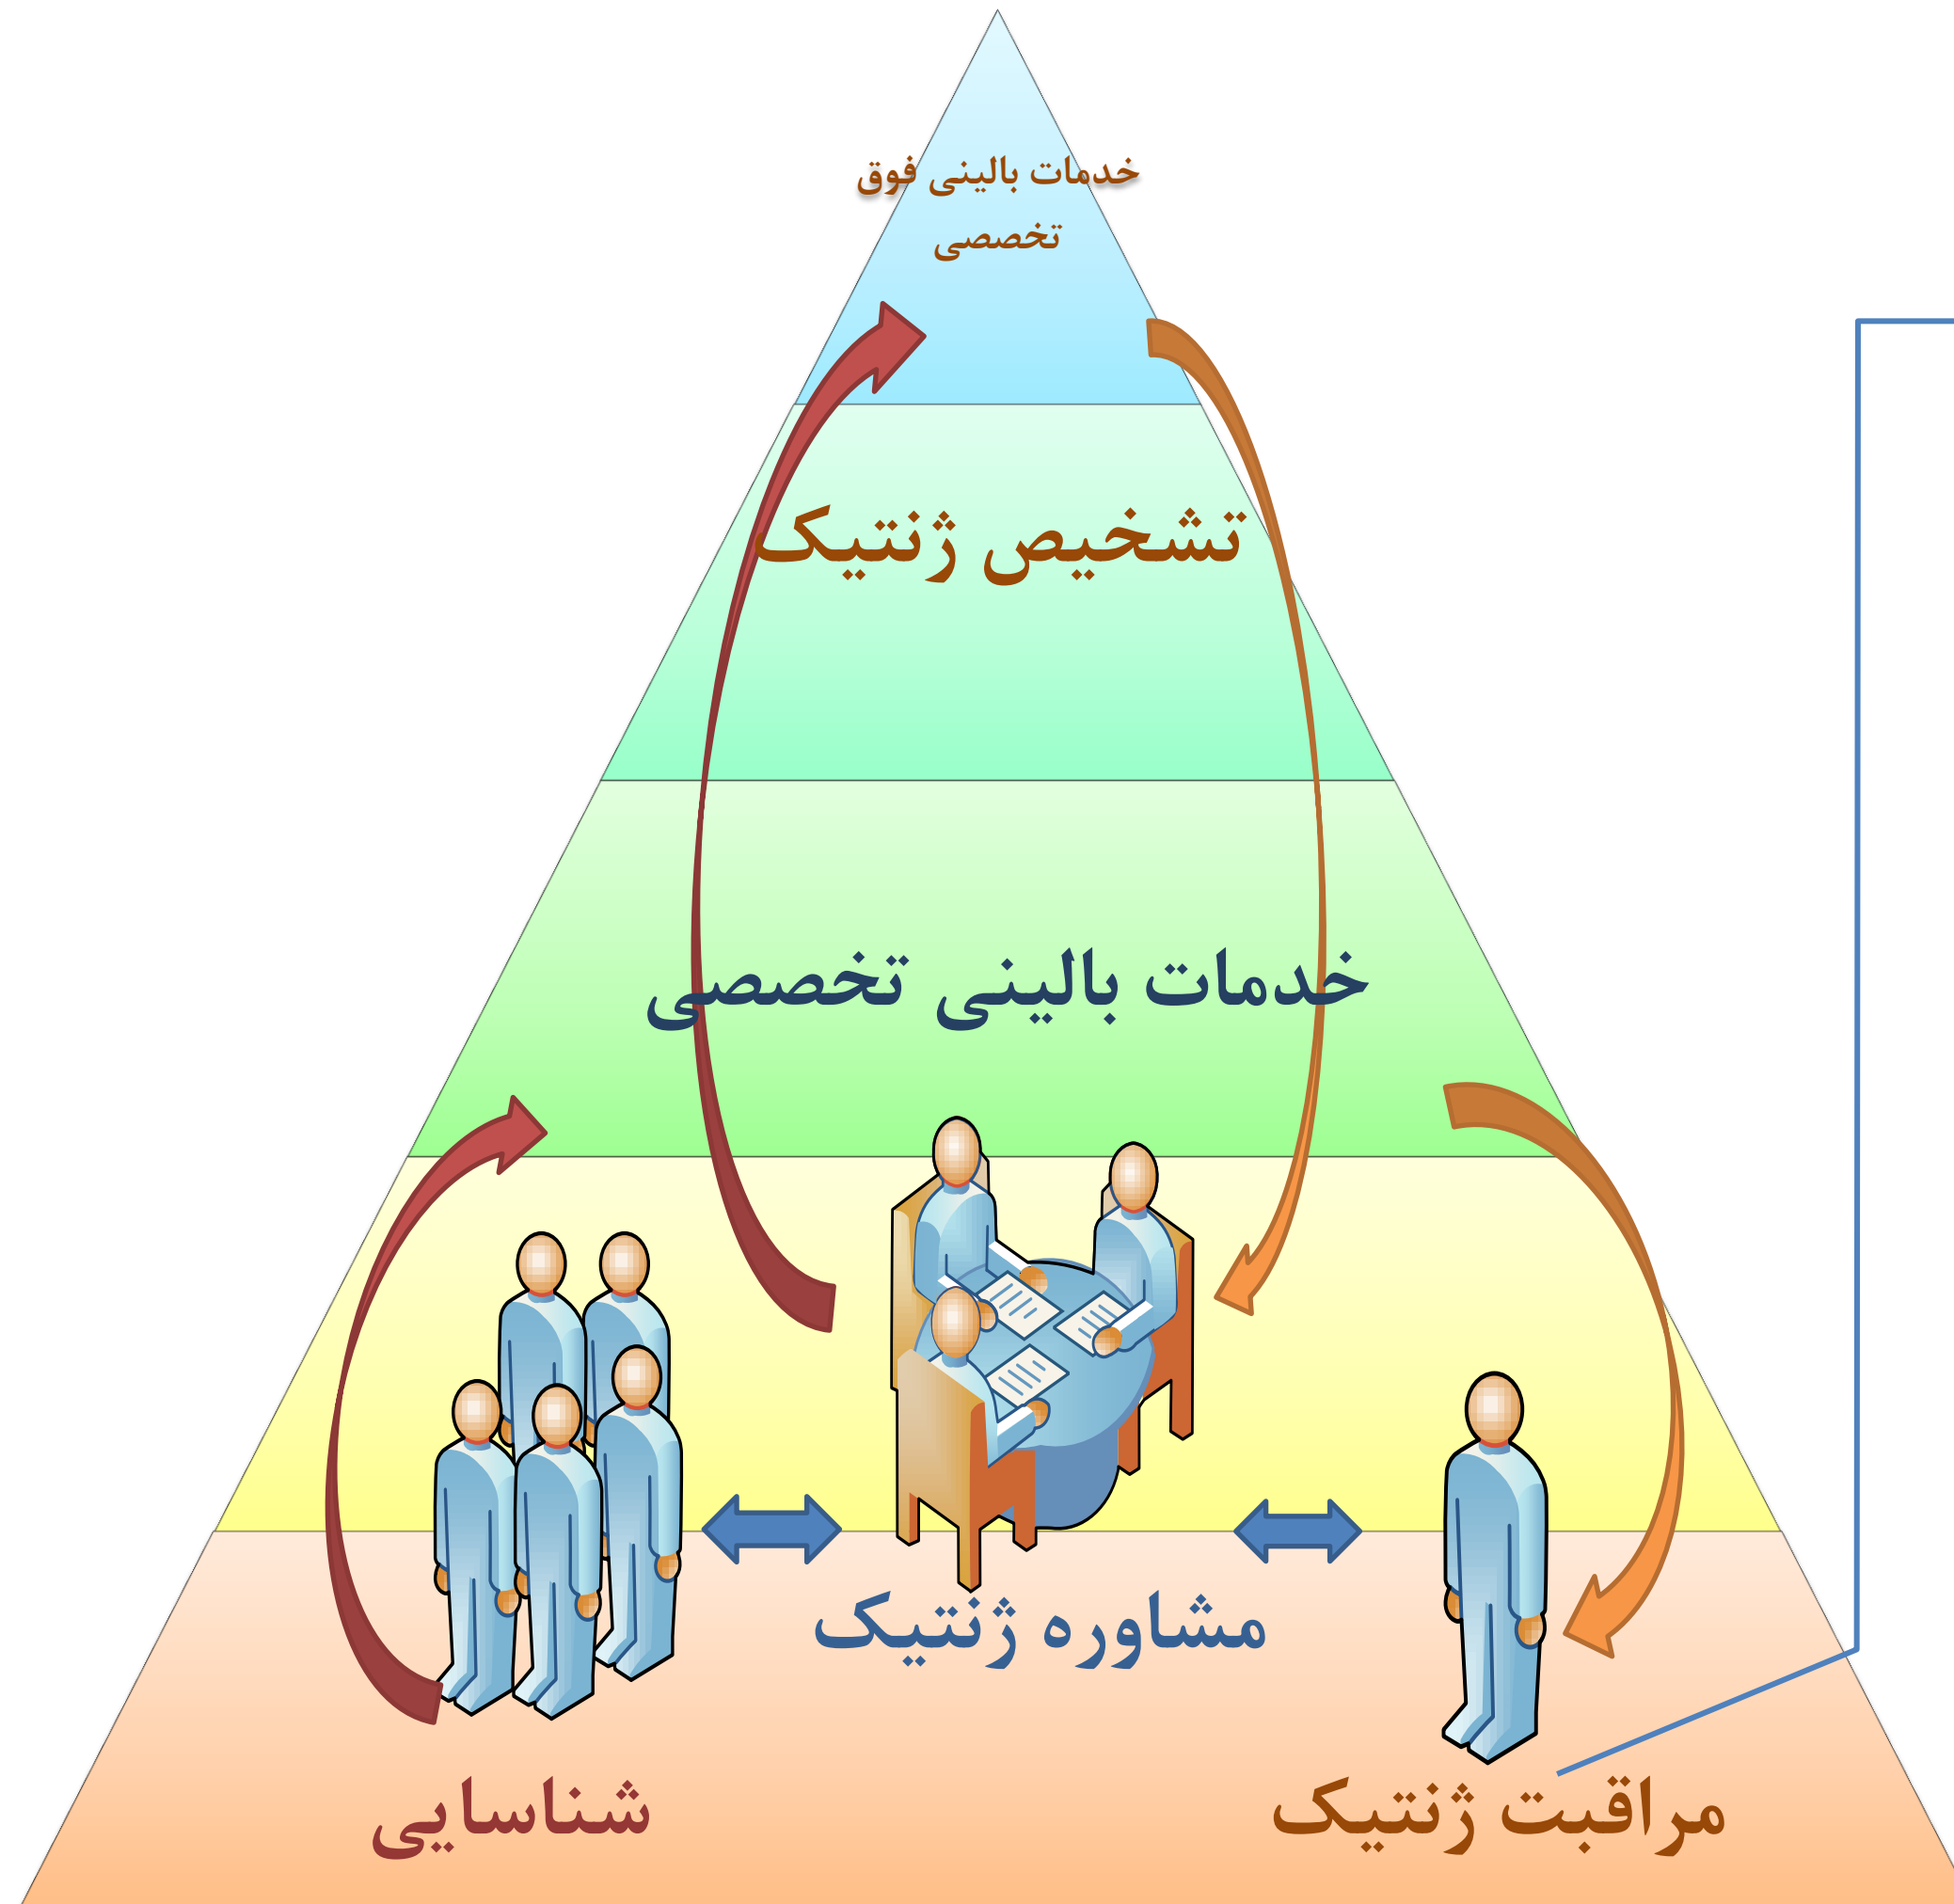 خدمات بالینی فوق
تخصصی
تشخیص ژنتیک
خدمات بالینی تخصصی
مشاوره ژنتیک
مراقبت ژنتیک
شناسایی